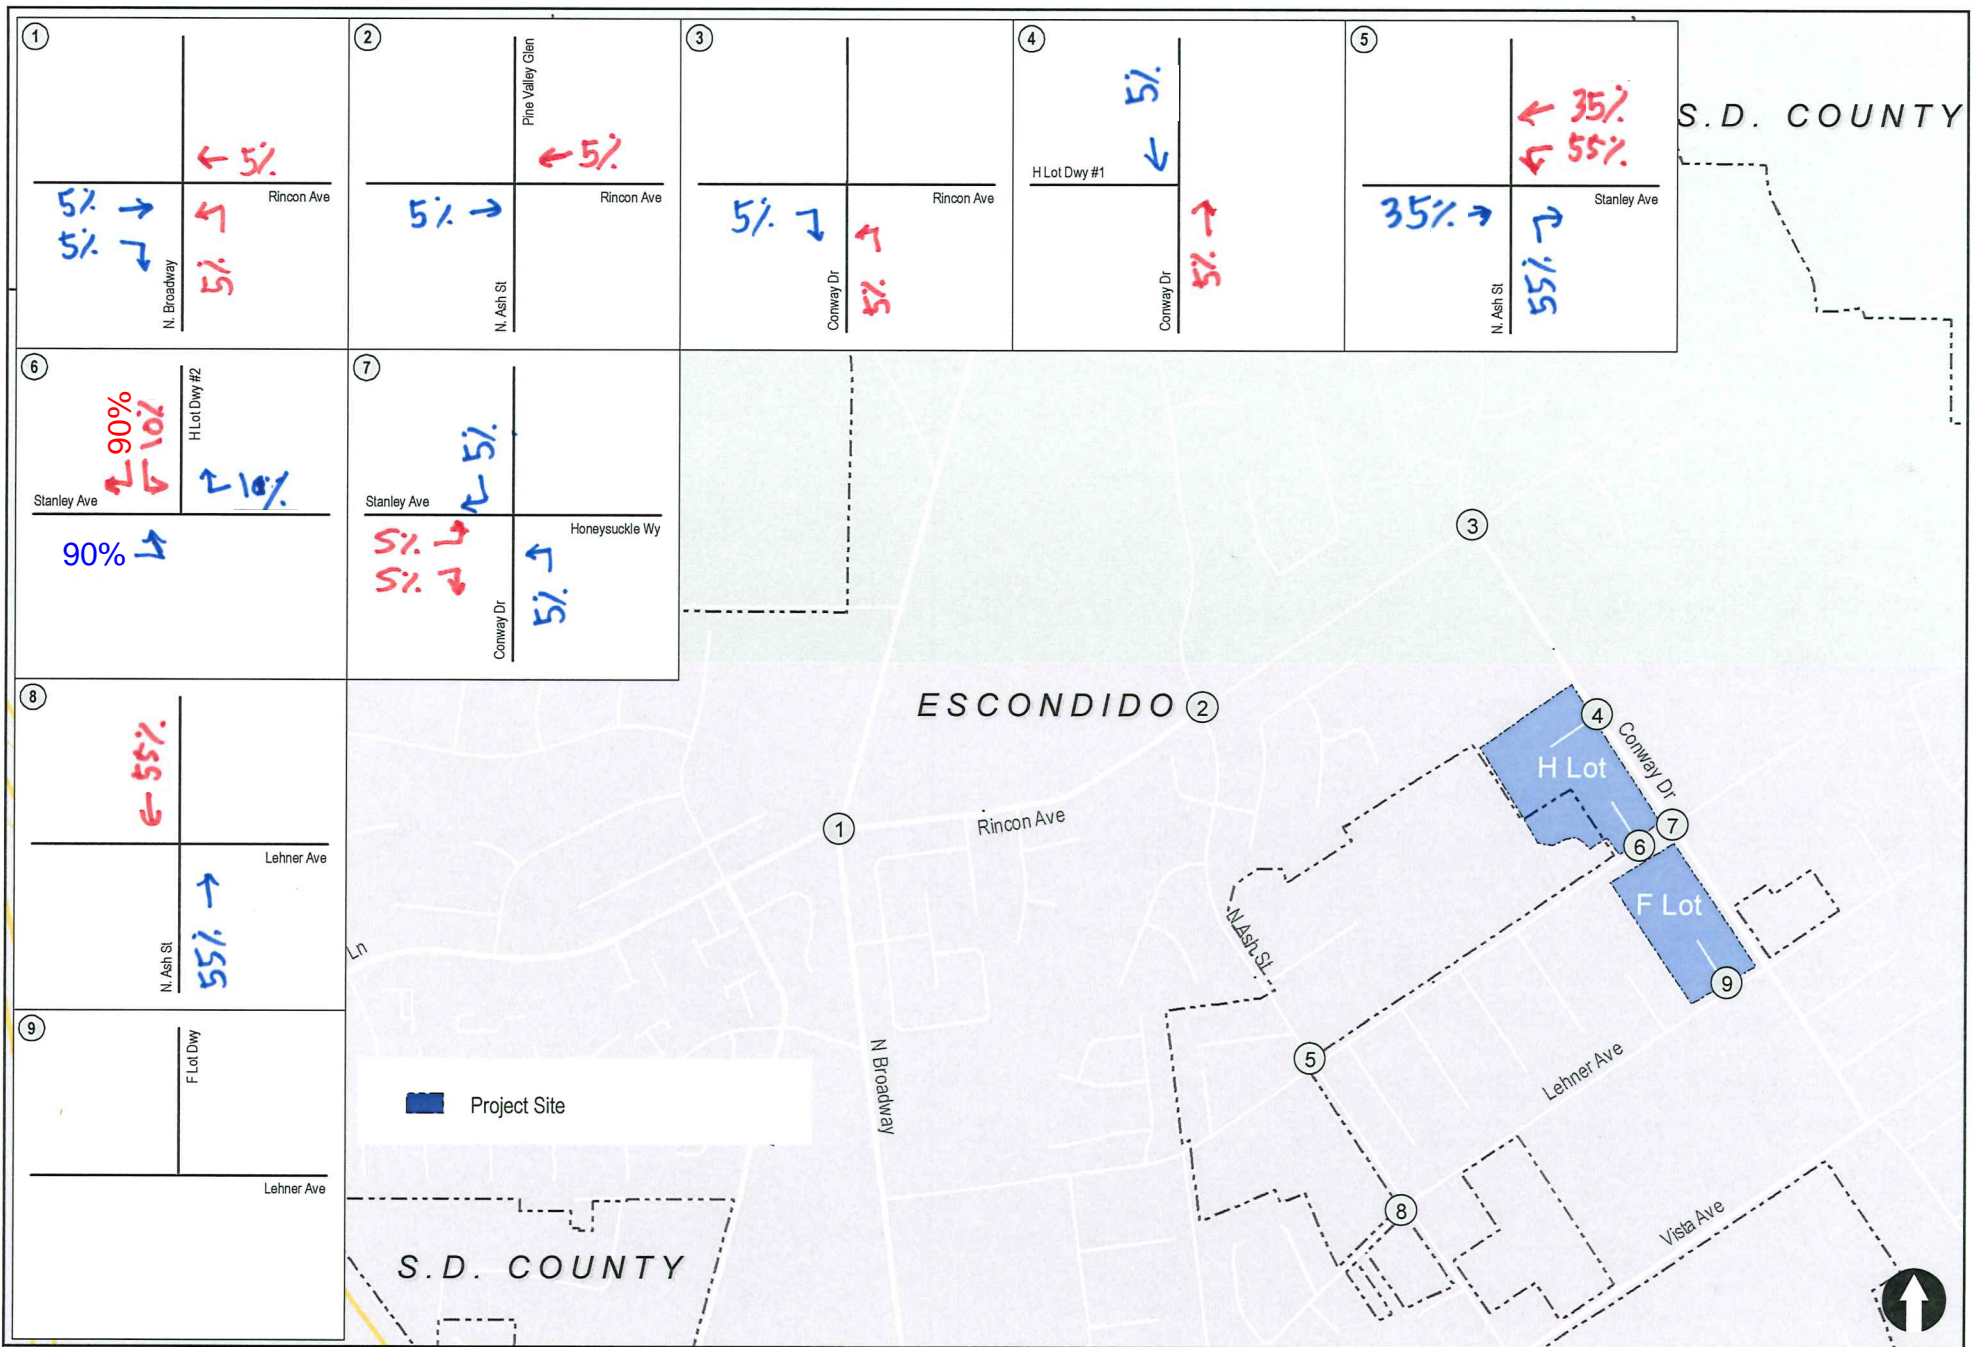 1
← 5%
Rincon Ave
5% →
5%
N. Broadway
5%
2
Pine Valley Glen
← 5%
Rincon Ave
5% →
N. Ash St
3
Rincon Ave
5%
Conway Dr
5%
4
5%
H Lot Dwy #1
Conway Dr
5%
5
← 35%
55%
Stanley Ave
35% →
N. Ash St
55%
S.D. COUNTY
6
90%
10%
H Lot Dwy #2
Stanley Ave
10%
90%
7
5%
Stanley Ave
Honeysuckle Wy
5%
5%
Conway Dr
5%
8
55%
Lehner Ave
N. Ash St
55%
9
F Lot Dwy
Lehner Ave
3
ESCONDIDO
2
4
Conway Dr
H Lot
1
Rincon Ave
7
6
F Lot
Ln
N Ash St
9
5
N Broadway
Lehner Ave
Project Site
8
Vista Ave
S.D. COUNTY